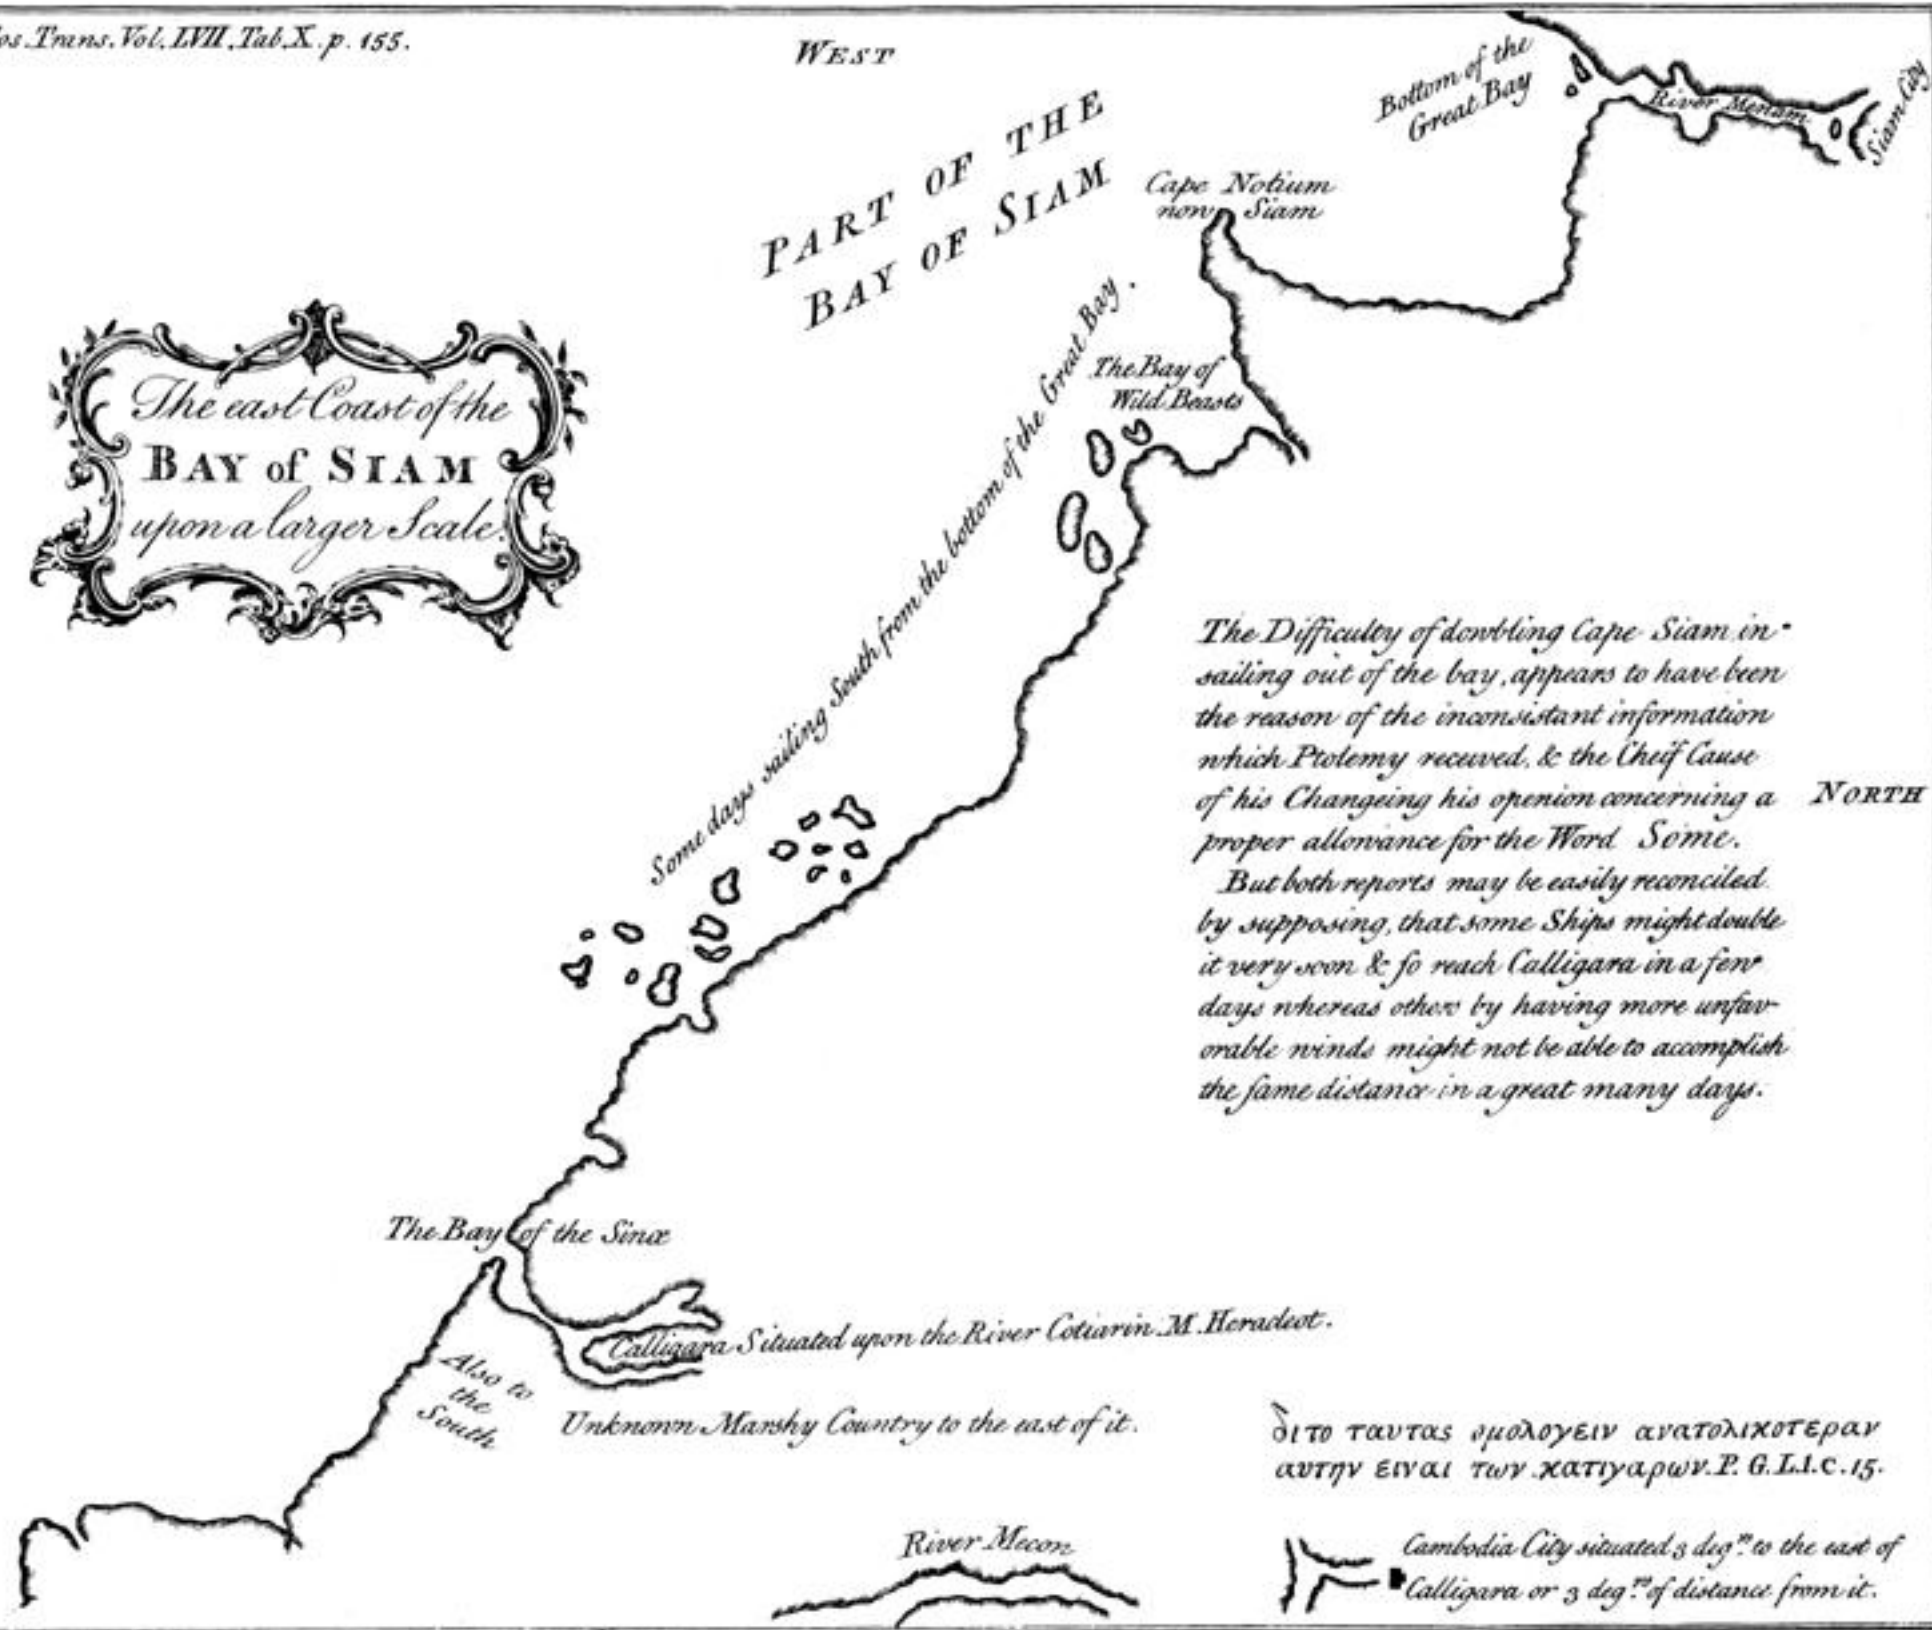 os. Trans. Vol. LVII. Tab. X. p. 155.
WEST
Bottom of the
Great Bay
River Menam
Siam City
PART OF THE
BAY OF SIAM
Cape Notium
now Siam
The east Coast of the
BAY of SIAM
upon a larger Scale.
Some days sailing South from the bottom of the Great Bay.
The Bay of
Wild Beasts
The Difficulty of dowbling Cape Siam in
sailing out of the bay, appears to have been
the reason of the inconsistant information
which Ptolemy received, & the Cheif Cause
of his Changeing his openion concerning a
proper allowance for the Word Some.
But both reports may be easily reconciled
by supposing, that some Ships might double
it very soon & so reach Calligara in a few
days whereas others by having more unfav-
orable winds might not be able to accomplish
the same distance in a great many days.
NORTH
The Bay of the Sinæ
Calligara Situated upon the River Cotiarin. M. Heracleot.
Also to
the
South
Unknown Marshy Country to the east of it.
διτο ταυτας ομολογειν ανατολικοτεραν
αυτην ειναι των κατιγαρων. P. G. L.1. C. 15.
River Mecon
Cambodia City situated 3 deg.rs to the east of
Calligara or 3 deg.rs of distance from it.